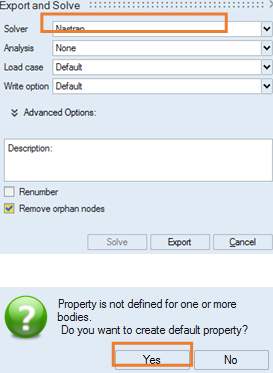 Export and Solve
Solver Nastran
Analysis None
Load case Default
Write option Default
Advanced Options:
Description:
Renumber
Remove orphan nodes
Solve Export Cancel
Property is not defined for one or more
bodies.
Do you want to create default property?
Yes No